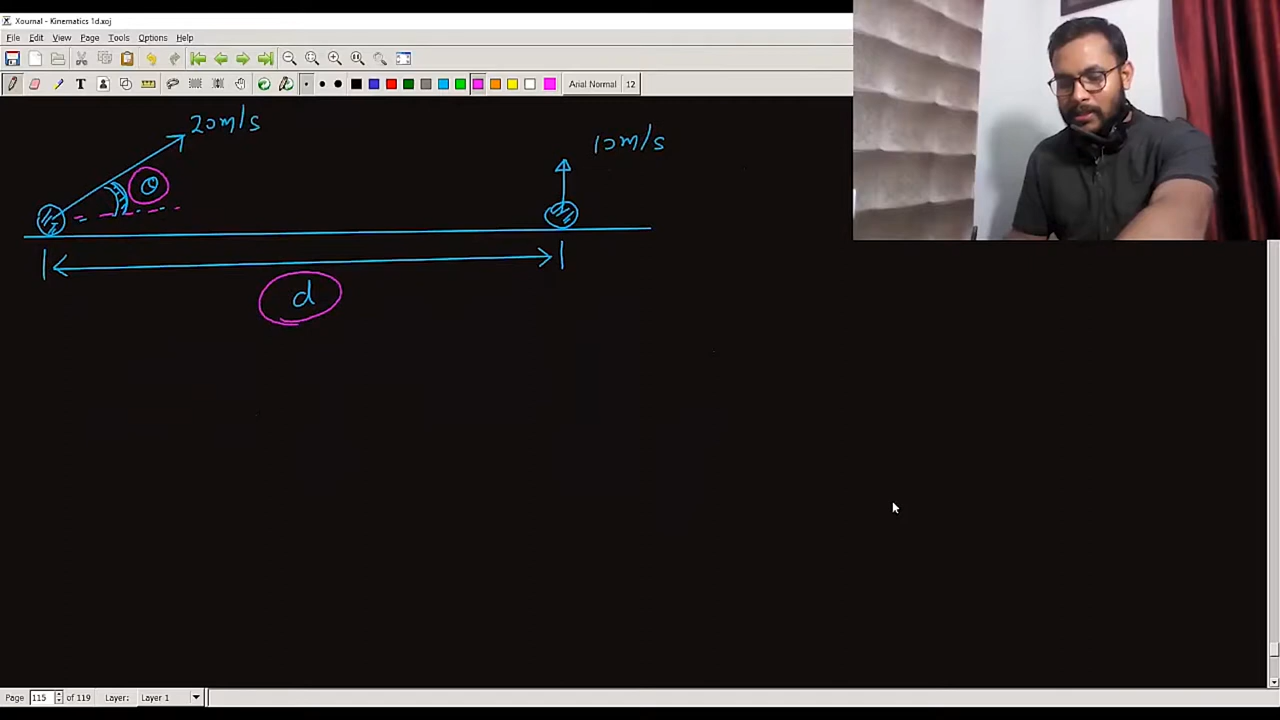 Xournal - Kinematics 1d.xoj
File Edit View Page Tools Options Help
T Arial Normal 12
20m/s
10m/s
θ
d
Page 115 of 119 Layer: Layer 1